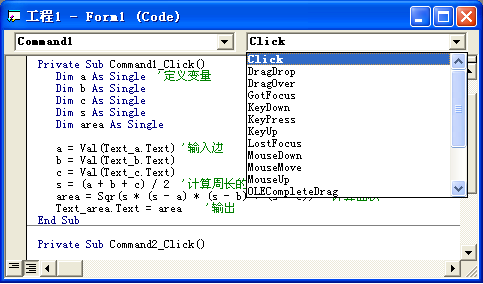 工程1 - Form1 (Code)
Command1 Click
Private Sub Command1_Click()
Dim a As Single '定义变量
Dim b As Single
Dim c As Single
Dim s As Single
Dim area As Single
a = Val(Text_a.Text) '输入边
b = Val(Text_b.Text)
c = Val(Text_c.Text)
s = (a + b + c) / 2 '计算周长的
area = Sqr(s * (s - a) * (s - b)
Text_area.Text = area '输出
End Sub
Private Sub Command2_Click()
Click
DragDrop
DragOver
GotFocus
KeyDown
KeyPress
KeyUp
LostFocus
MouseDown
MouseMove
MouseUp
OLECompleteDrag